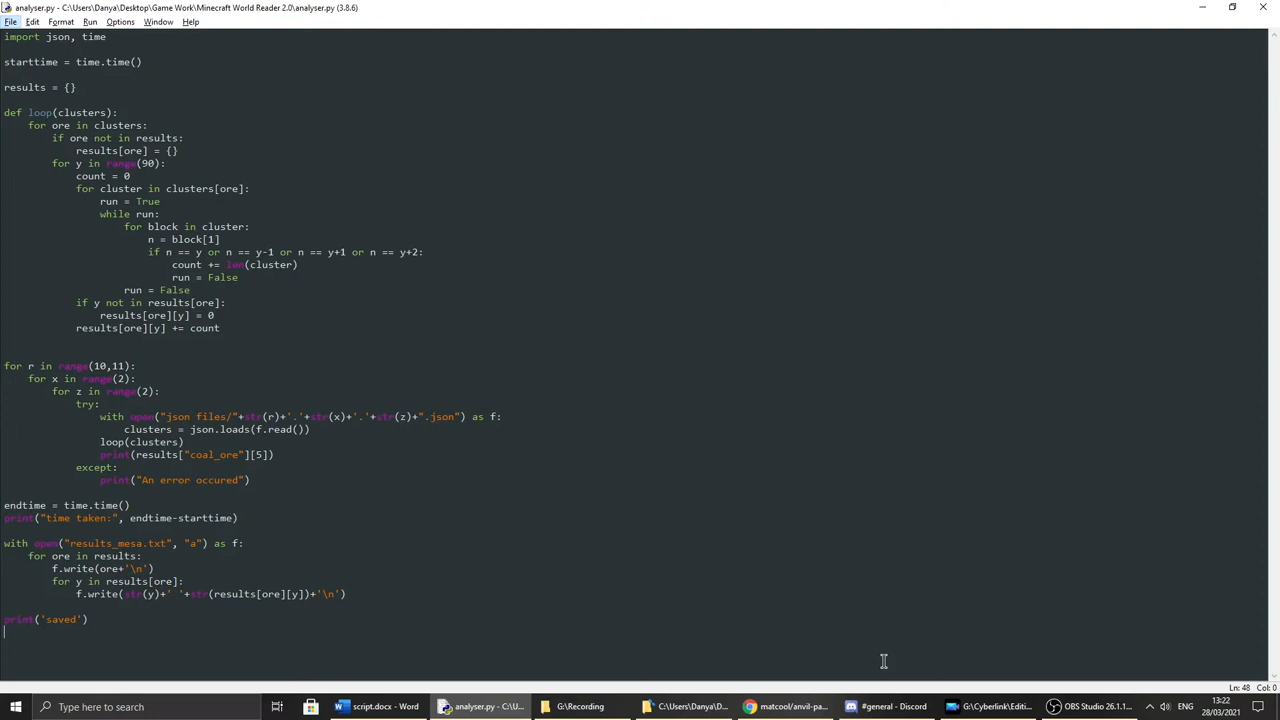 analyser.py - C:\Users\Danya\Desktop\Game Work\Minecraft World Reader 2.0\analyser.py (3.8.6)
File Edit Format Run Options Window Help
import json, time
starttime = time.time()
results = {}
def loop(clusters):
    for ore in clusters:
        if ore not in results:
            results[ore] = {}
        for y in range(90):
            count = 0
            for cluster in clusters[ore]:
                run = True
                while run:
                    for block in cluster:
                        n = block[1]
                        if n == y or n == y-1 or n == y+1 or n == y+2:
                            count += len(cluster)
                            run = False
                    run = False
            if y not in results[ore]:
                results[ore][y] = 0
            results[ore][y] += count
for r in range(10,11):
    for x in range(2):
        for z in range(2):
            try:
                with open("json files/"+str(r)+'.'+str(x)+'.'+str(z)+".json") as f:
                    clusters = json.loads(f.read())
                loop(clusters)
                print(results["coal_ore"][5])
            except:
                print("An error occured")
endtime = time.time()
print("time taken:", endtime-starttime)
with open("results_mesa.txt", "a") as f:
    for ore in results:
        f.write(ore+'\n')
        for y in results[ore]:
            f.write(str(y)+' '+str(results[ore][y])+'\n')
print('saved')
Ln: 48 Col: 0
Type here to search
script.docx - Word
analyser.py - C:\U...
G:\Recording
C:\Users\Danya\D...
matcool/anvil-pa...
#general - Discord
G:\Cyberlink\Editi...
OBS Studio 26.1.1...
ENG
13:22
28/03/2021